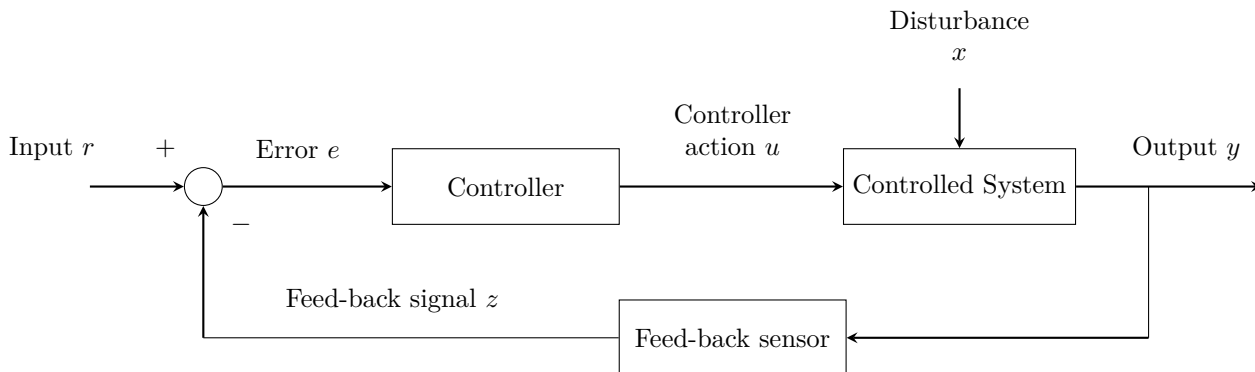 Disturbance
x
Controller
action u
Input r
+
Error e
Output y
Controller
Controlled System
−
Feed-back signal z
Feed-back sensor